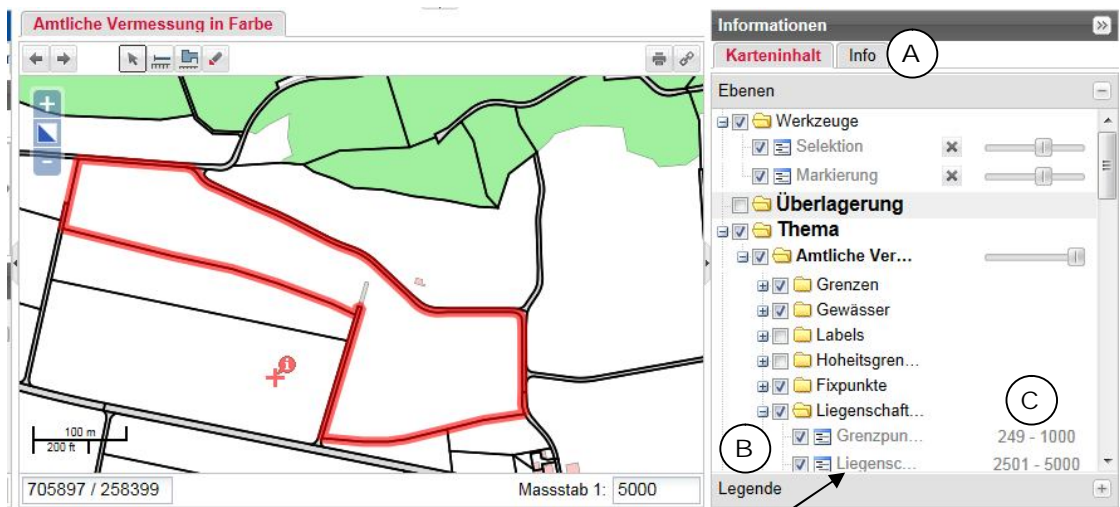 Amtliche Vermessung in Farbe
Informationen
Karteninhalt Info A
Ebenen
Werkzeuge
Selektion
Markierung
Überlagerung
Thema
Amtliche Ver...
Grenzen
Gewässer
Labels
Hoheitsgren...
Fixpunkte
Liegenschaft...
C
Grenzpun... 249 - 1000
B
Liegensc... 2501 - 5000
100 m
200 ft
705897 / 258399
Massstab 1: 5000
Legende